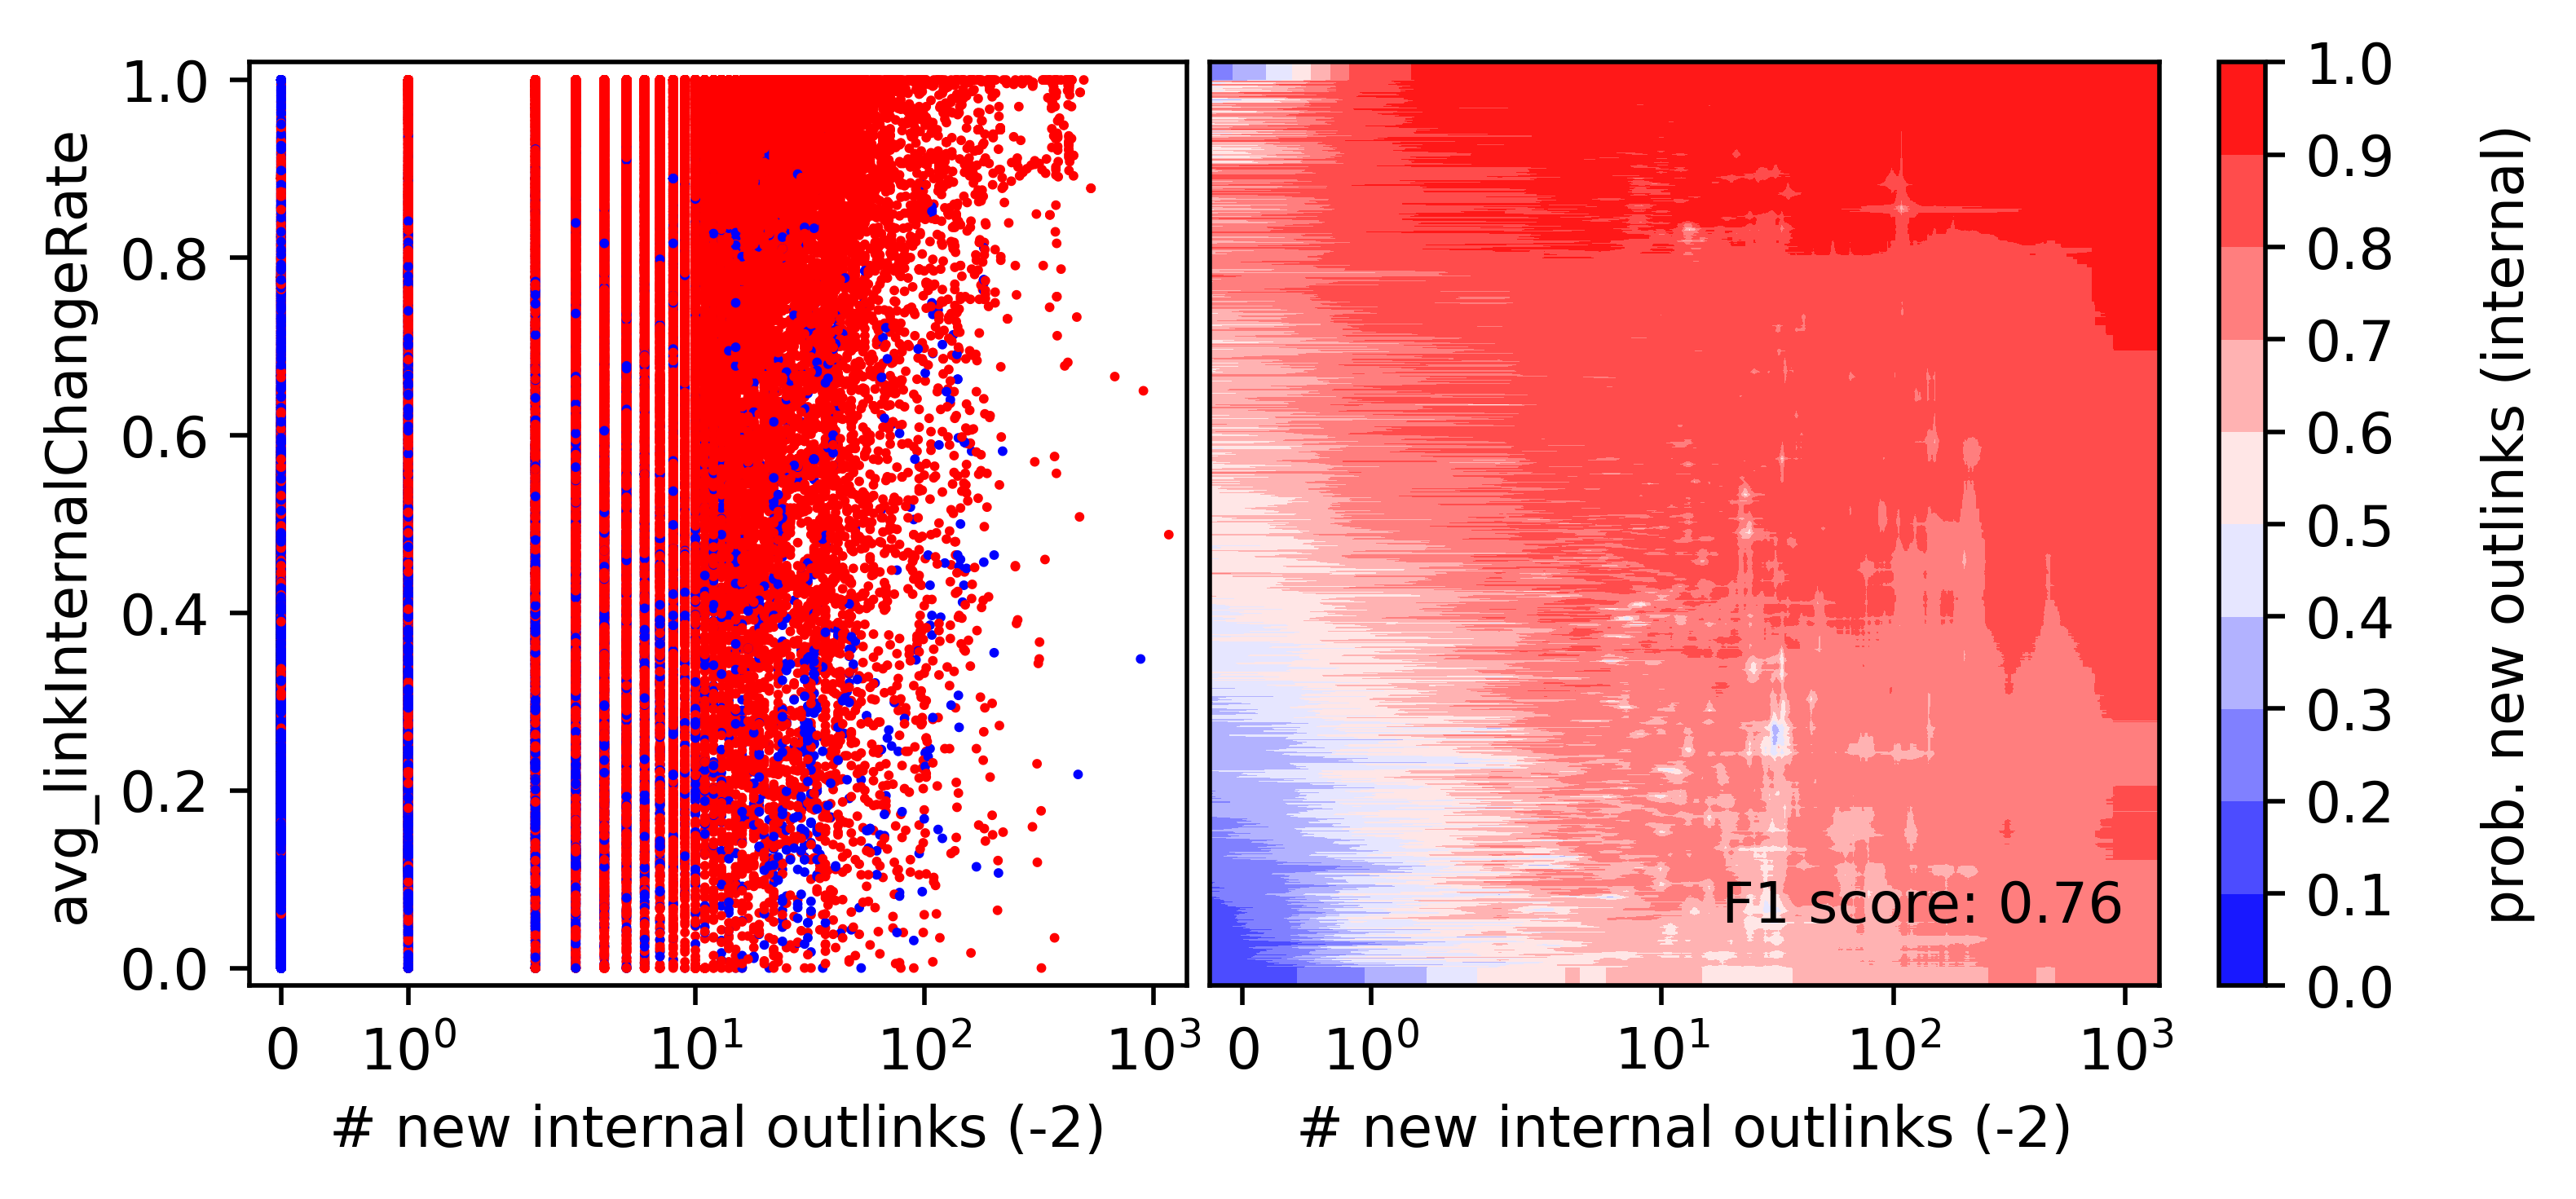 avg_linkInternalChangeRate
1.0
0.8
0.6
0.4
0.2
0.0
0 10⁰ 10¹ 10² 10³
# new internal outlinks (-2)
F1 score: 0.76
0 10⁰ 10¹ 10² 10³
# new internal outlinks (-2)
1.0
0.9
0.8
0.7
0.6
0.5
0.4
0.3
0.2
0.1
0.0
prob. new outlinks (internal)